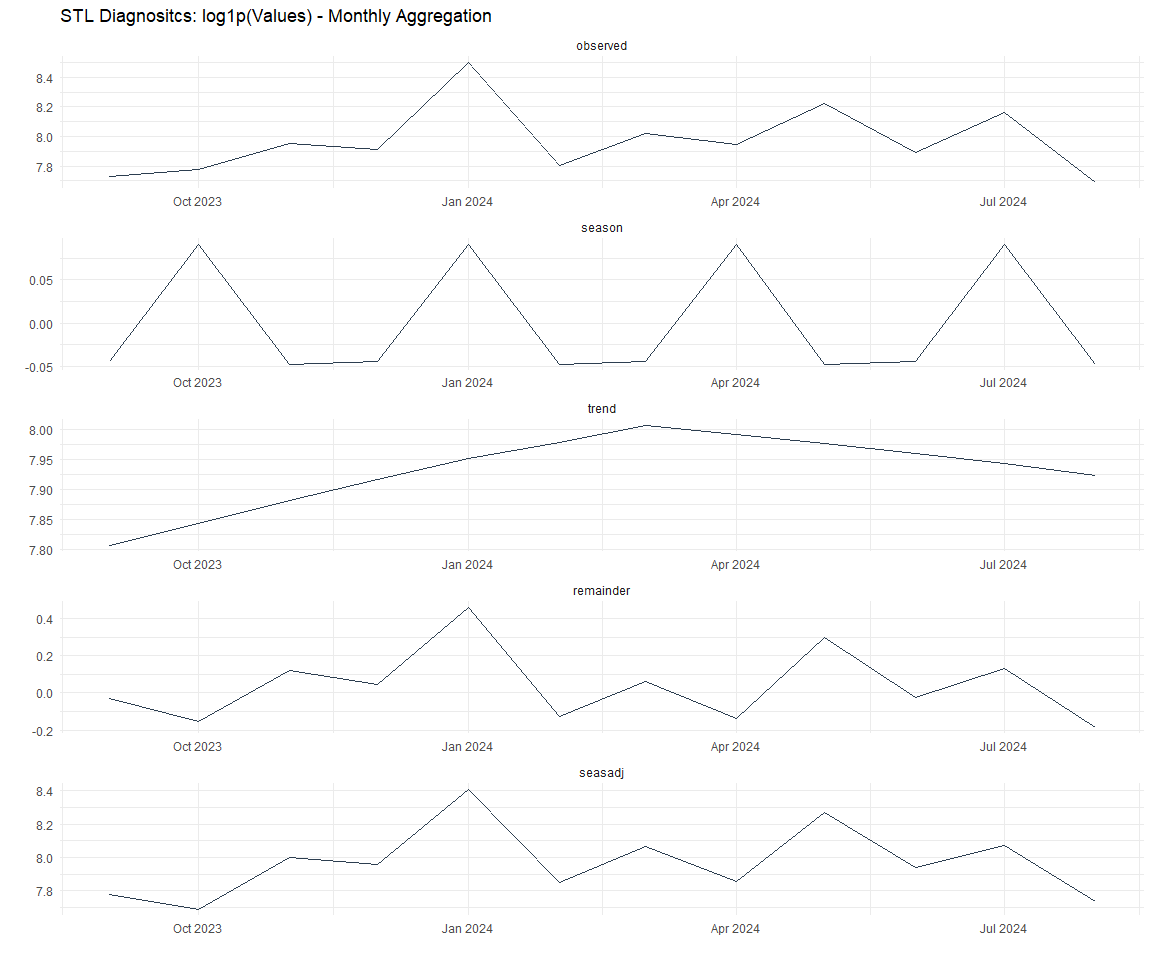 STL Diagnositcs: log1p(Values) - Monthly Aggregation
observed
8.4
8.2
8.0
7.8
Oct 2023 Jan 2024 Apr 2024 Jul 2024
season
0.05
0.00
-0.05
Oct 2023 Jan 2024 Apr 2024 Jul 2024
trend
8.00
7.95
7.90
7.85
7.80
Oct 2023 Jan 2024 Apr 2024 Jul 2024
remainder
0.4
0.2
0.0
-0.2
Oct 2023 Jan 2024 Apr 2024 Jul 2024
seasadj
8.4
8.2
8.0
7.8
Oct 2023 Jan 2024 Apr 2024 Jul 2024